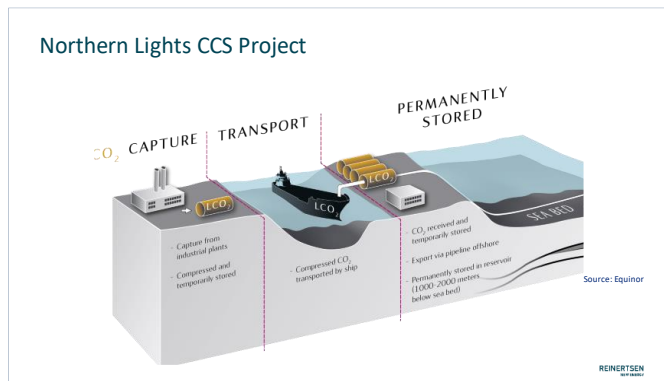 Northern Lights CCS Project
CO₂ CAPTURE
TRANSPORT
PERMANENTLY
STORED
LCO₂
LCO₂
LCO₂
SEA BED
- Capture from
industrial plants
- Compressed and
temporarily stored
- Compressed CO₂
transported by ship
- CO₂ received and
temporarily stored
- Export via pipeline offshore
- Permanently stored in reservoir
(1000-2000 meters
below sea bed)
Source: Equinor
REINERTSEN
NEW ENERGY